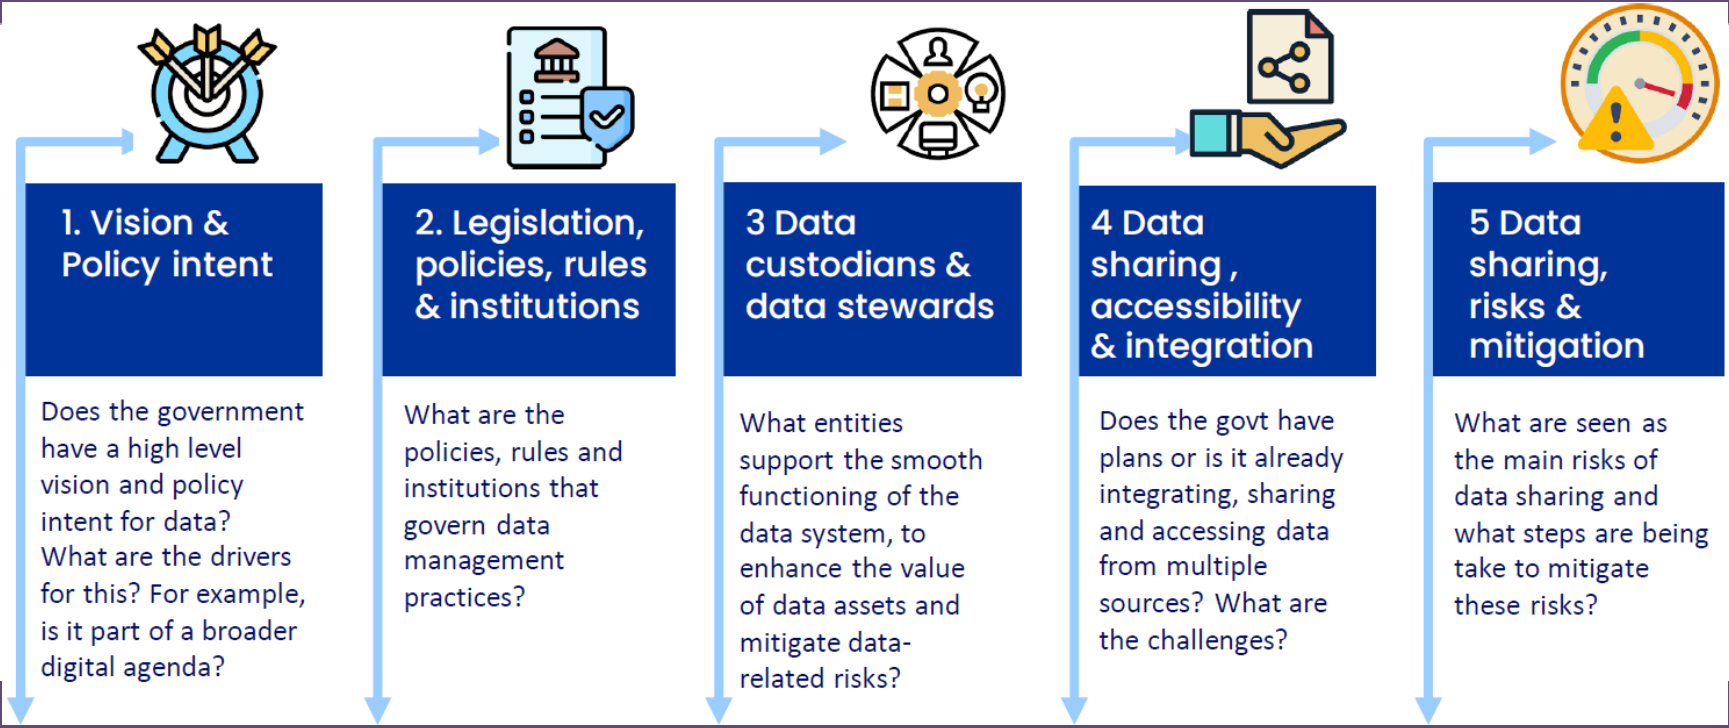 1. Vision &
Policy intent
Does the government
have a high level
vision and policy
intent for data?
What are the drivers
for this? For example,
is it part of a broader
digital agenda?
2. Legislation,
policies, rules
& institutions
What are the
policies, rules and
institutions that
govern data
management
practices?
3 Data
custodians &
data stewards
What entities
support the smooth
functioning of the
data system, to
enhance the value
of data assets and
mitigate data-
related risks?
4 Data
sharing ,
accessibility
& integration
Does the govt have
plans or is it already
integrating, sharing
and accessing data
from multiple
sources? What are
the challenges?
5 Data
sharing,
risks &
mitigation
What are seen as
the main risks of
data sharing and
what steps are being
take to mitigate
these risks?